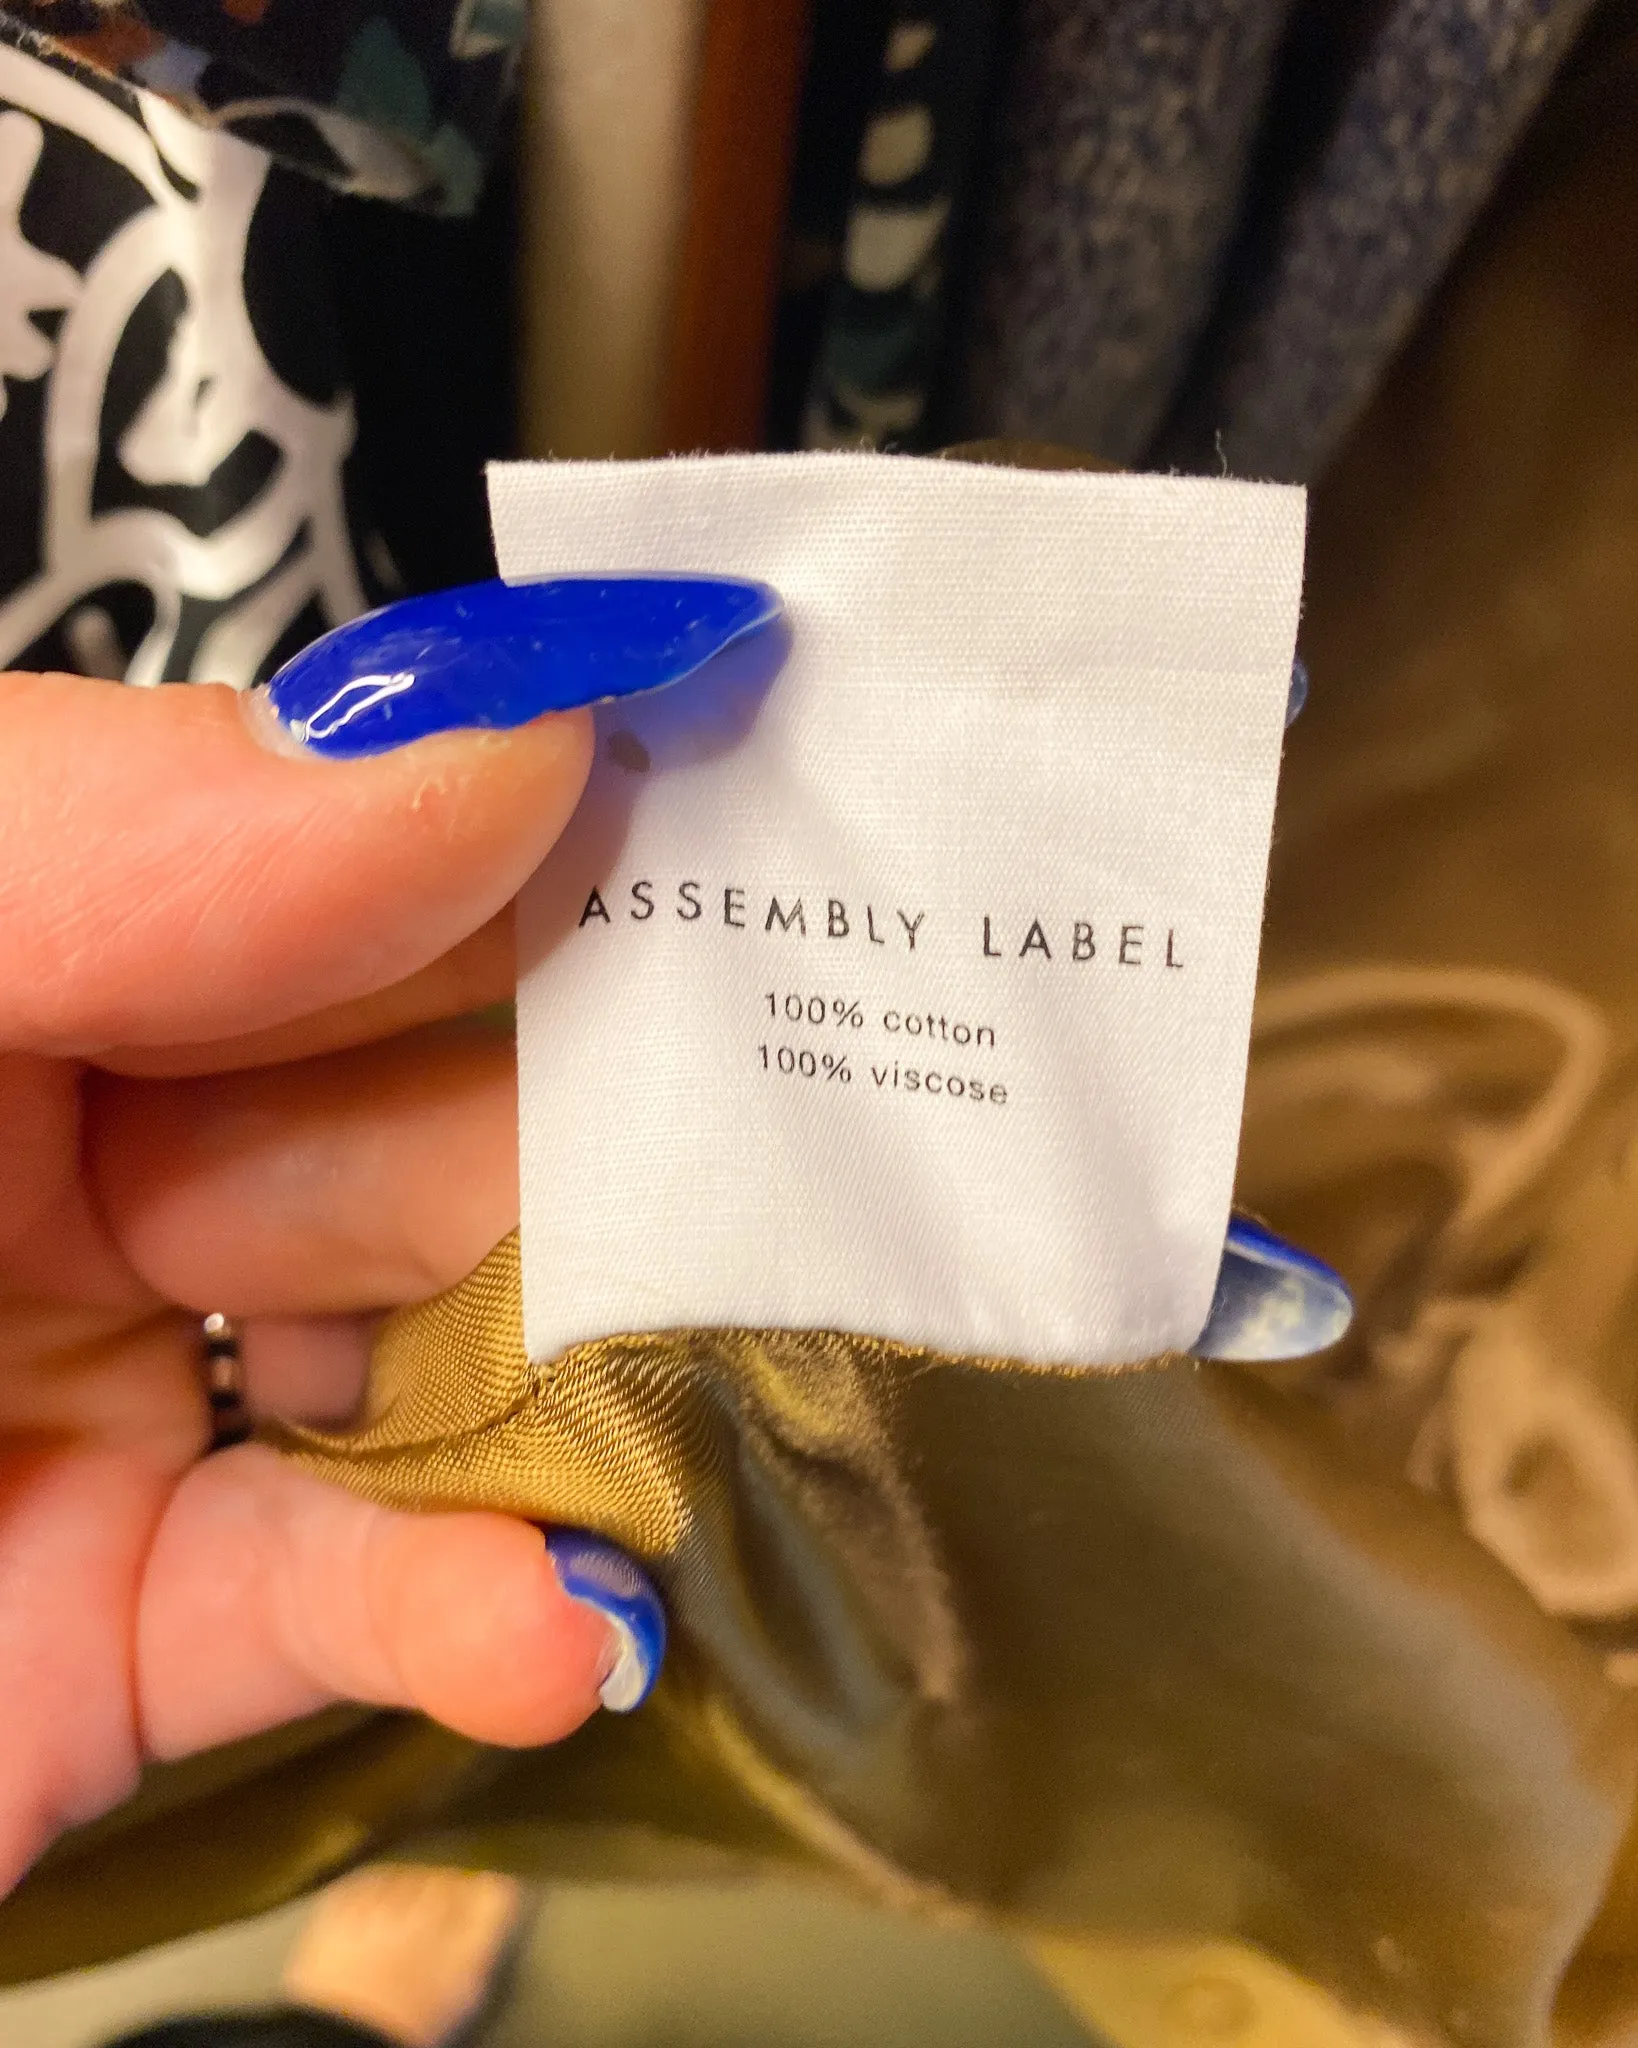 ASSEMBLY LABEL
100% cotton
100% viscose